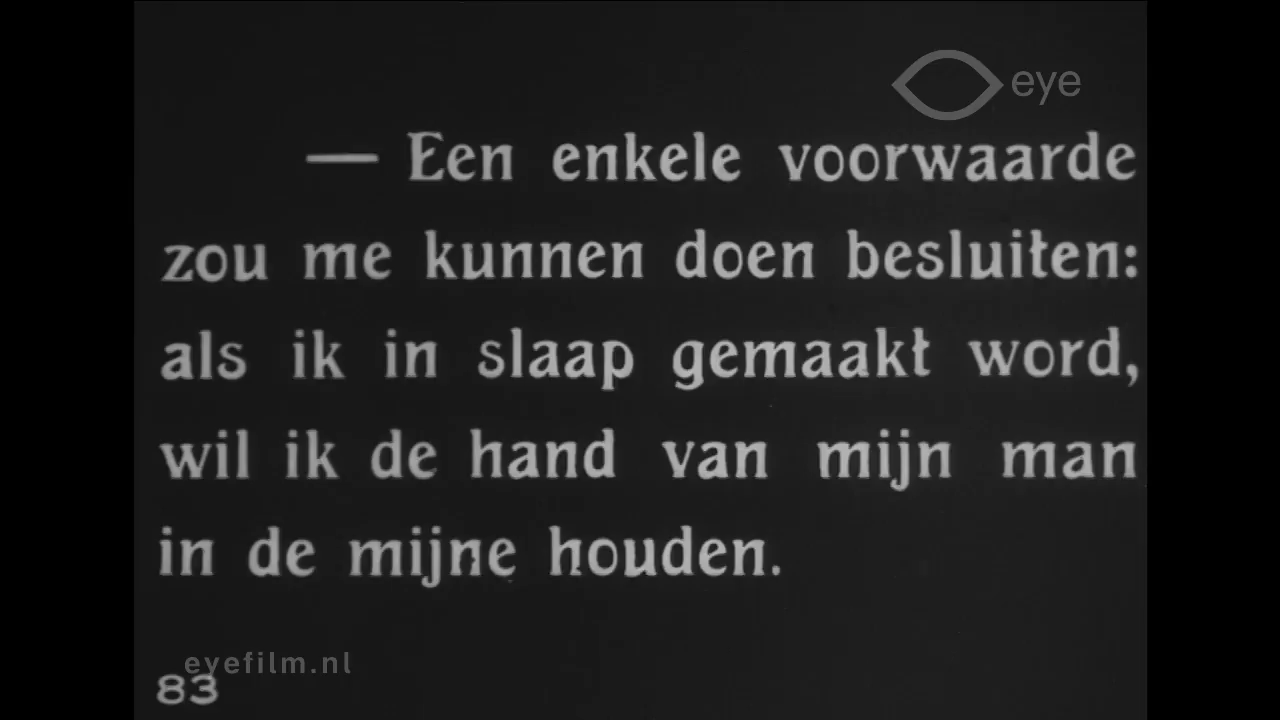 eye
— Een enkele voorwaarde
zou me kunnen doen besluiten:
als ik in slaap gemaakt word,
wil ik de hand van mijn man
in de mijne houden.
eyefilm.nl
83